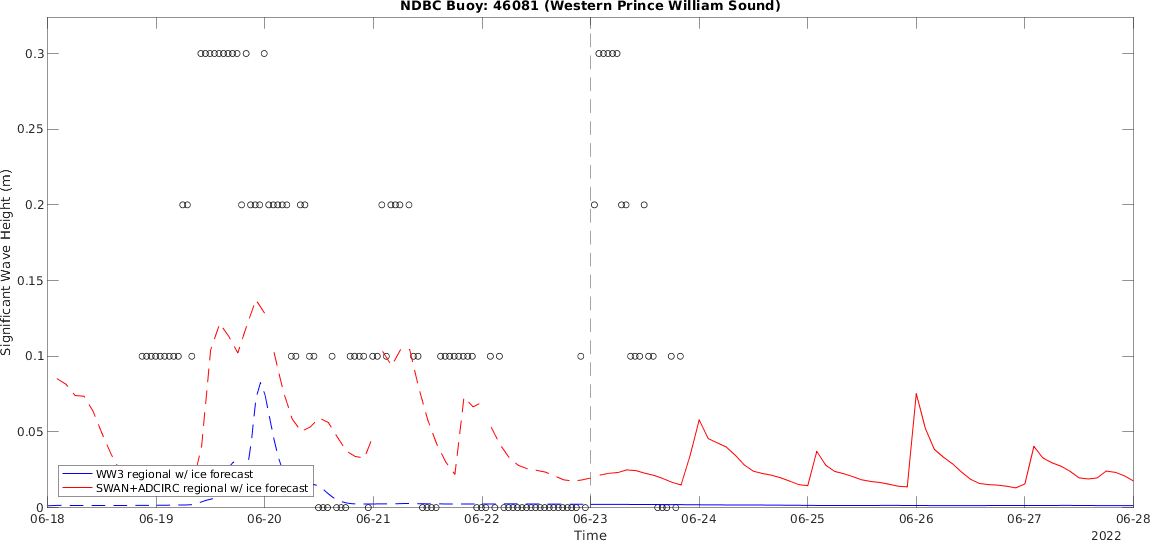 NDBC Buoy: 46081 (Western Prince William Sound)
0.3
0.25
0.2
0.15
0.1
0.05
0
Significant Wave Height (m)
WW3 regional w/ ice forecast
SWAN+ADCIRC regional w/ ice forecast
06-18 06-19 06-20 06-21 06-22 06-23 06-24 06-25 06-26 06-27 06-28
Time
2022